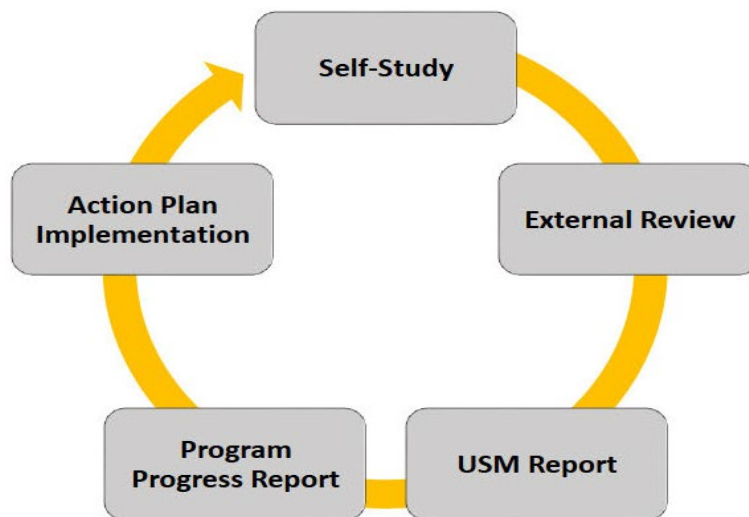 Self-Study
External Review
USM Report
Program
Progress Report
Action Plan
Implementation